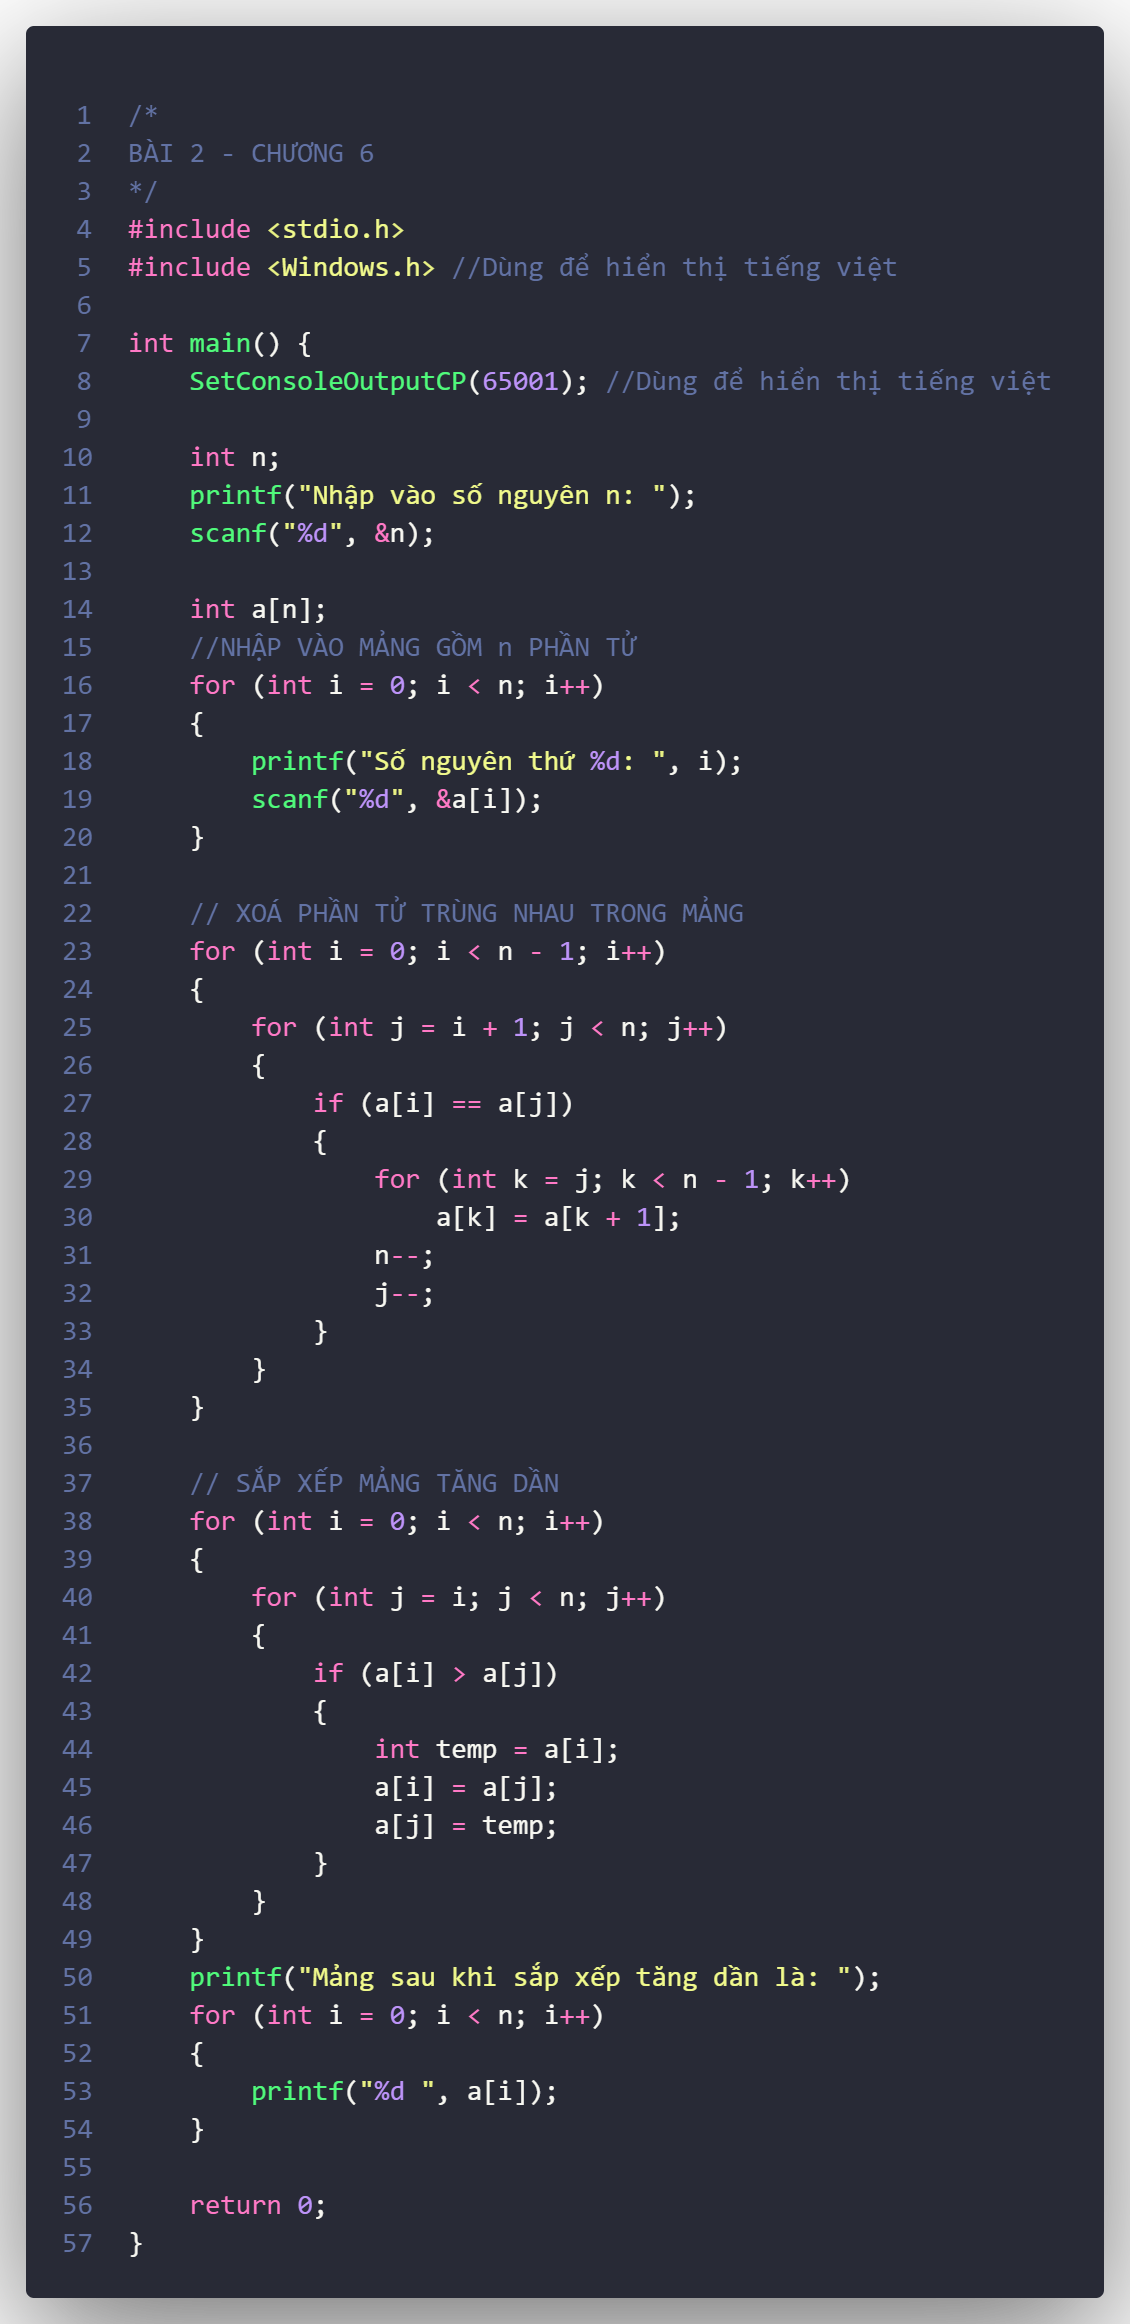 1 /*
2 BÀI 2 - CHƯƠNG 6
3 */
4 #include <stdio.h>
5 #include <Windows.h> //Dùng để hiển thị tiếng việt
6
7 int main() {
8     SetConsoleOutputCP(65001); //Dùng để hiển thị tiếng việt
9
10     int n;
11     printf("Nhập vào số nguyên n: ");
12     scanf("%d", &n);
13
14     int a[n];
15     //NHẬP VÀO MẢNG GỒM n PHẦN TỬ
16     for (int i = 0; i < n; i++)
17     {
18         printf("Số nguyên thứ %d: ", i);
19         scanf("%d", &a[i]);
20     }
21
22     // XOÁ PHẦN TỬ TRÙNG NHAU TRONG MẢNG
23     for (int i = 0; i < n - 1; i++)
24     {
25         for (int j = i + 1; j < n; j++)
26         {
27             if (a[i] == a[j])
28             {
29                 for (int k = j; k < n - 1; k++)
30                     a[k] = a[k + 1];
31                 n--;
32                 j--;
33             }
34         }
35     }
36
37     // SẮP XẾP MẢNG TĂNG DẦN
38     for (int i = 0; i < n; i++)
39     {
40         for (int j = i; j < n; j++)
41         {
42             if (a[i] > a[j])
43             {
44                 int temp = a[i];
45                 a[i] = a[j];
46                 a[j] = temp;
47             }
48         }
49     }
50     printf("Mảng sau khi sắp xếp tăng dần là: ");
51     for (int i = 0; i < n; i++)
52     {
53         printf("%d ", a[i]);
54     }
55
56     return 0;
57 }